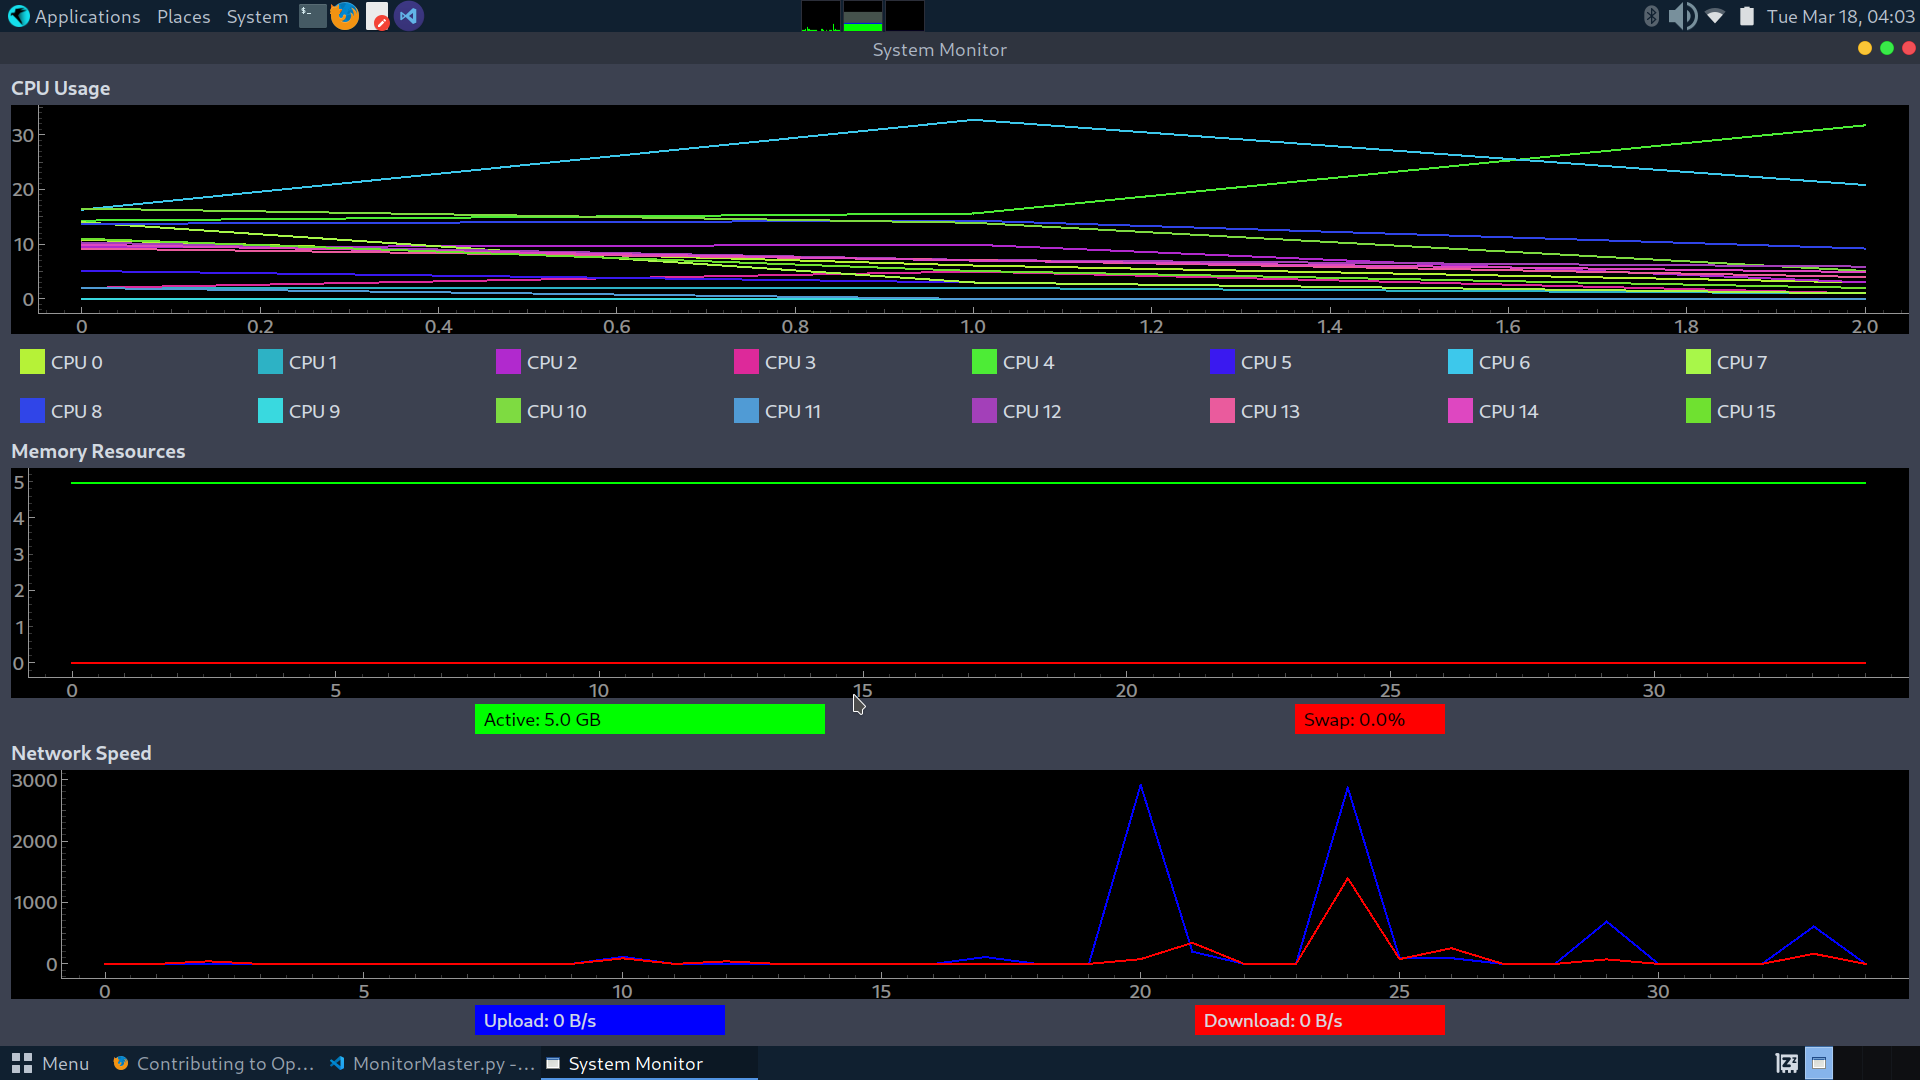 Applications Places System Tue Mar 18, 04:03
System Monitor
CPU Usage
30
20
10
0
0 0.2 0.4 0.6 0.8 1.0 1.2 1.4 1.6 1.8 2.0
CPU 0 CPU 1 CPU 2 CPU 3 CPU 4 CPU 5 CPU 6 CPU 7
CPU 8 CPU 9 CPU 10 CPU 11 CPU 12 CPU 13 CPU 14 CPU 15
Memory Resources
5
4
3
2
1
0
0 5 10 15 20 25 30
Active: 5.0 GB Swap: 0.0%
Network Speed
3000
2000
1000
0
0 5 10 15 20 25 30
Upload: 0 B/s Download: 0 B/s
Menu Contributing to Op... MonitorMaster.py -... System Monitor